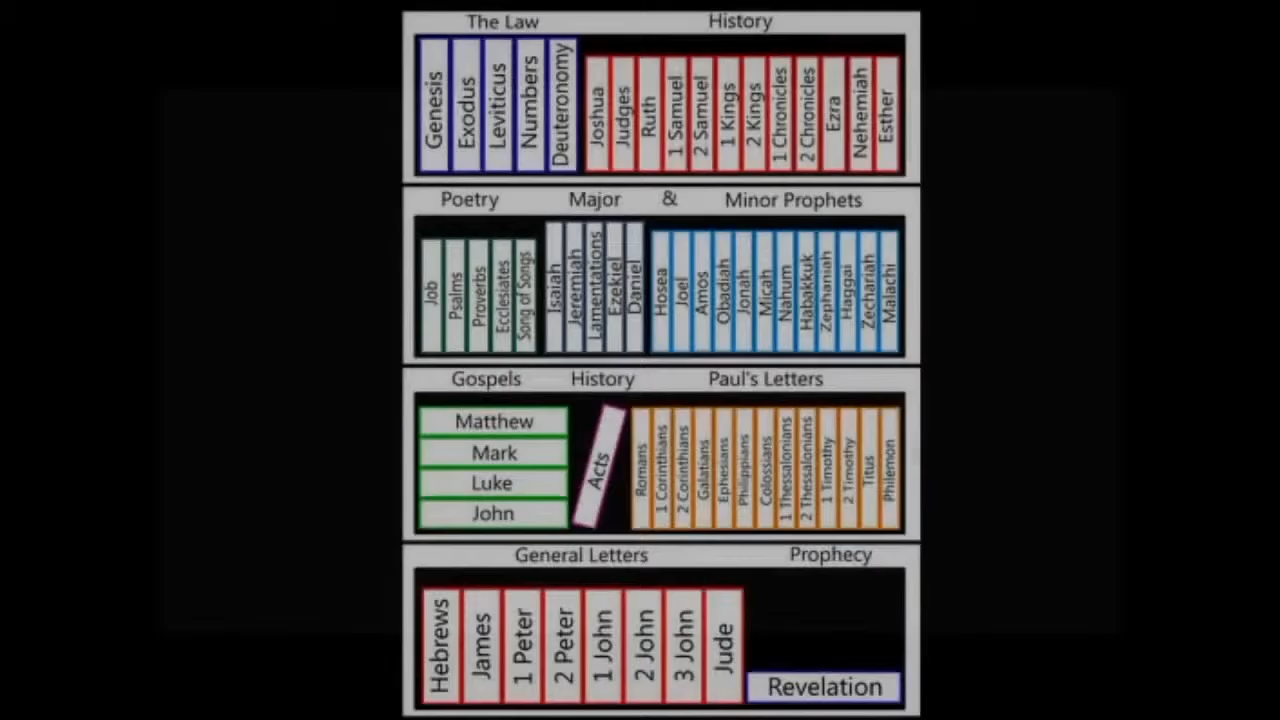 The Law History
Genesis
Exodus
Leviticus
Numbers
Deuteronomy
Joshua
Judges
Ruth
1 Samuel
2 Samuel
1 Kings
2 Kings
1 Chronicles
2 Chronicles
Ezra
Nehemiah
Esther
Poetry Major & Minor Prophets
Job
Psalms
Proverbs
Ecclesiates
Song of Songs
Isaiah
Jeremiah
Lamentations
Ezekiel
Daniel
Hosea
Joel
Amos
Obadiah
Jonah
Micah
Nahum
Habakkuk
Zephaniah
Haggai
Zechariah
Malachi
Gospels History Paul's Letters
Matthew
Mark
Luke
John
Acts
Romans
1 Corinthians
2 Corinthians
Galatians
Ephesians
Philippians
Colossians
1 Thessalonians
2 Thessalonians
1 Timothy
2 Timothy
Titus
Philemon
General Letters Prophecy
Hebrews
James
1 Peter
2 Peter
1 John
2 John
3 John
Jude
Revelation